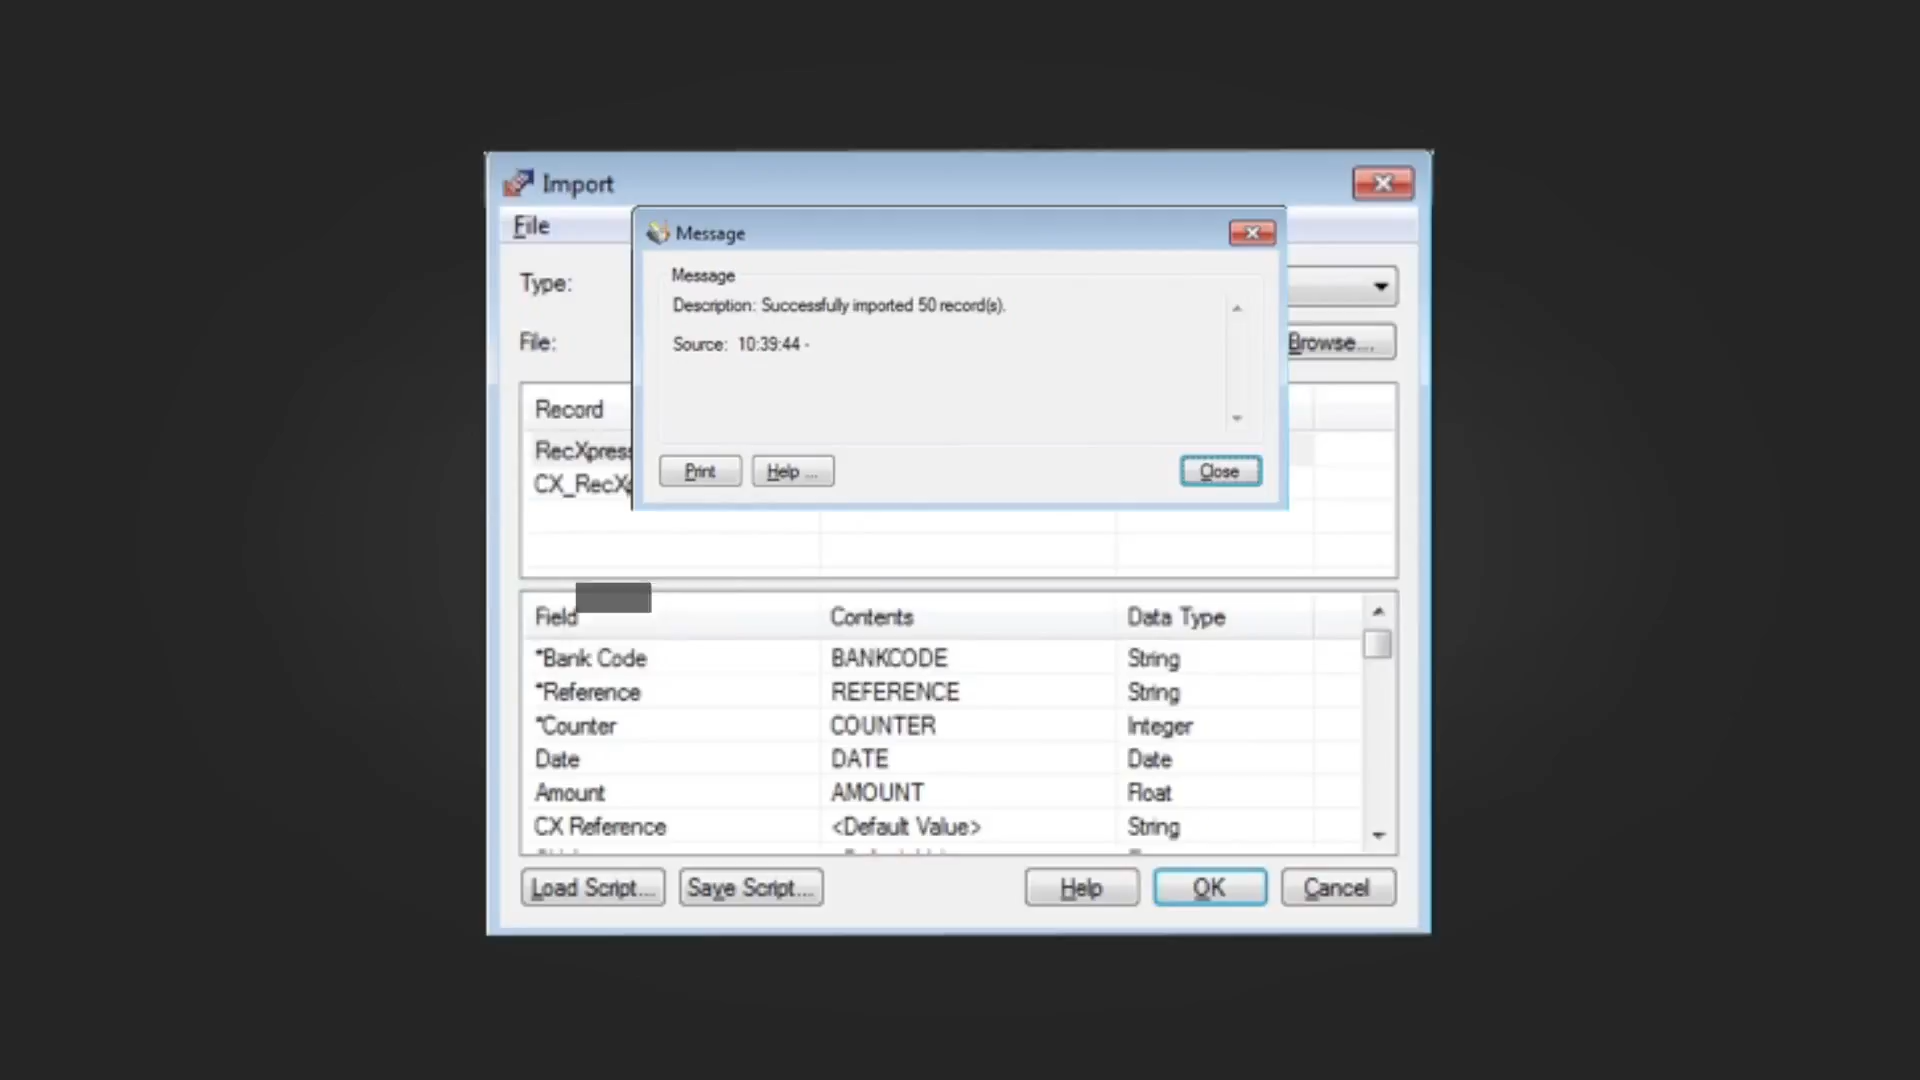 Import
File
Message
Type:
Message
Description: Successfully imported 50 record(s).
File:
Browse...
Source: 10:39:44 -
Record
RecXpress
CX_RecXp
Print
Help ...
Close
Field Contents Data Type
*Bank Code BANKCODE String
*Reference REFERENCE String
*Counter COUNTER Integer
Date DATE Date
Amount AMOUNT Float
CX Reference <Default Value> String
Load Script...
Save Script...
Help
OK
Cancel